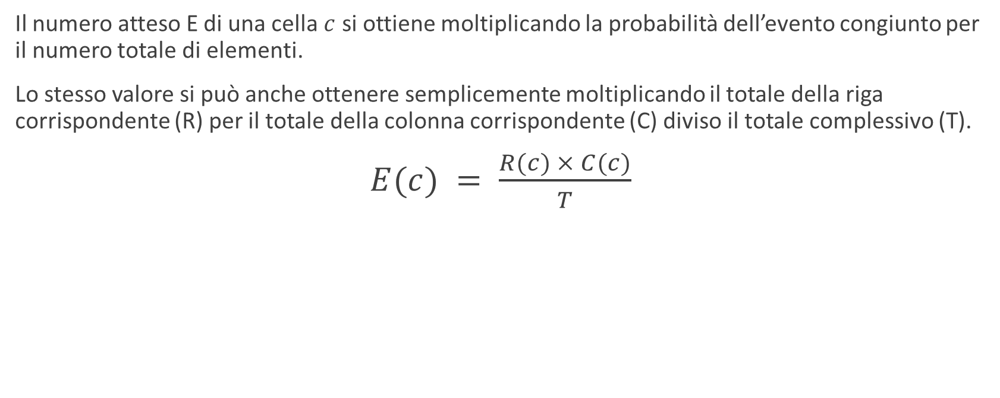 Il numero atteso E di una cella c si ottiene moltiplicando la probabilità dell’evento congiunto per
il numero totale di elementi.
Lo stesso valore si può anche ottenere semplicemente moltiplicando il totale della riga
corrispondente (R) per il totale della colonna corrispondente (C) diviso il totale complessivo (T).
E(c) = R(c) × C(c)
T